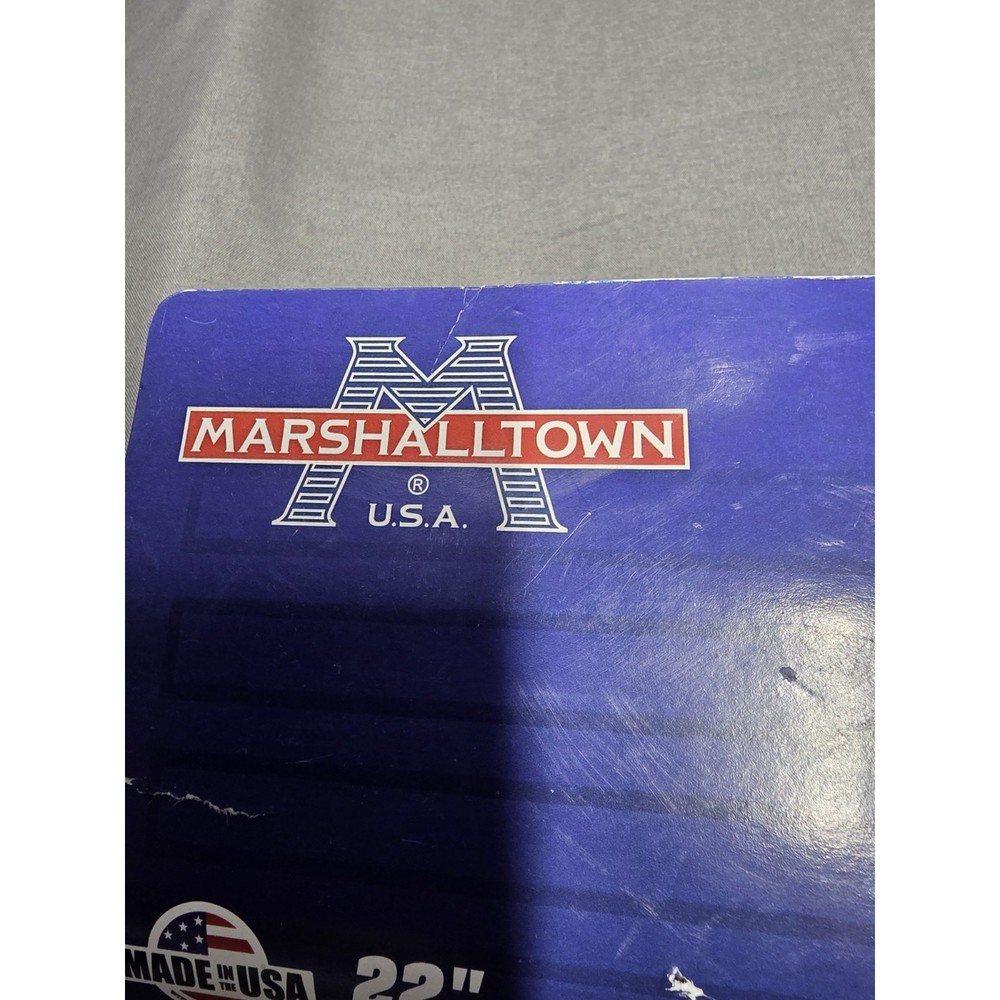 M
MARSHALLTOWN
®
U.S.A.
MADE IN THE USA
22"